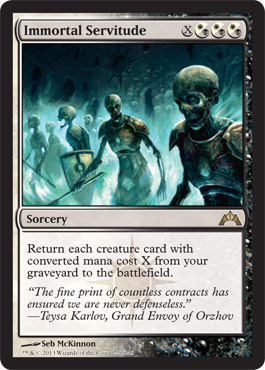 Immortal Servitude X
Sorcery
Return each creature card with
converted mana cost X from your
graveyard to the battlefield.
“The fine print of countless contracts has
ensured we are never defenseless.”
—Teysa Karlov, Grand Envoy of Orzhov
Seb McKinnon
™ & © 2013 Wizards of the Coast